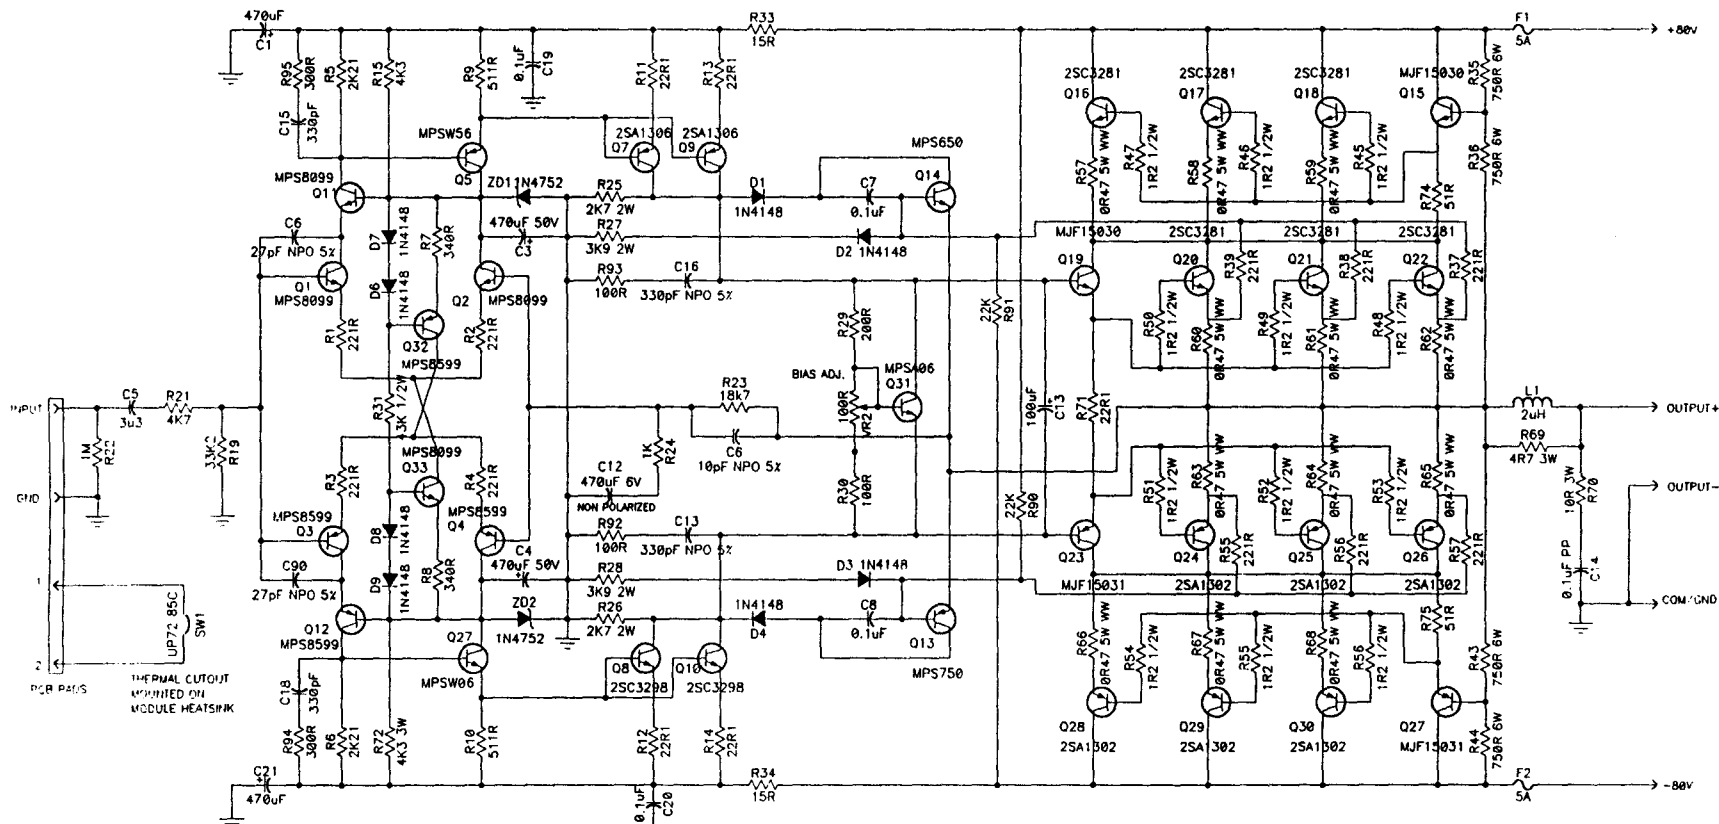 470uF
C1
R95
300R
R5
2K21
R15
4K3
R9
511R
0.1uF
C19
R11
22R1
R13
22R1
R33
15R
F1
5A
+80V
C15
330pF
MPSW56
Q5
2SA1306
Q7
2SA1306
Q9
MPS650
Q14
2SC3281
Q16
2SC3281
Q17
2SC3281
Q18
MJF15030
Q15
R35
750R 6W
R36
750R 6W
MPS8099
Q11
ZD1 1N4752
R25
2K7 2W
D1
1N4148
C7
0.1uF
R57
0R47 5W WW
R47
1R2 1/2W
R58
0R47 5W WW
R46
1R2 1/2W
R59
0R47 5W WW
R45
1R2 1/2W
R74
51R
C6
27pF NPO 5%
D7
1N4148
R7
340R
470uF 50V
C3
R27
3K9 2W
D2 1N4148
MJF15030
Q19
2SC3281
Q20
2SC3281
Q21
2SC3281
Q22
R39
221R
R38
221R
R37
221R
Q1
MPS8099
D6
1N4148
Q2
MPS8099
R93
100R
C16
330pF NPO 5%
22K
R91
R1
221R
Q32
MPS8599
R2
221R
R29
200R
R50
1R2 1/2W
R60
0R47 5W WW
R49
1R2 1/2W
R61
0R47 5W WW
R48
1R2 1/2W
R62
0R47 5W WW
BIAS ADJ.
MPSA06
Q31
100R
VR2
100uF
C13
R71
22R1
INPUT
C5
3u3
R21
4K7
R31
3K 1/2W
R23
18k7
C6
10pF NPO 5%
L1
2uH
OUTPUT+
1M
R22
R19
MPS8099
Q33
1K
R24
R69
4R7 3W
GND
R3
221R
R4
221R
C12
470uF 6V
NON POLARIZED
R30
100R
22K
R90
R51
1R2 1/2W
R63
0R47 5W WW
R52
1R2 1/2W
R64
0R47 5W WW
R53
1R2 1/2W
R65
0R47 5W WW
10R 3W
R70
OUTPUT-
MPS8599
Q3
D8
1N4148
MPS8599
Q4
R92
100R
C13
330pF NPO 5%
Q23
MJF15031
Q24
2SA1302
R55
221R
Q25
2SA1302
R56
221R
Q26
2SA1302
R57
221R
C90
27pF NPO 5%
D9
1N4148
R8
340R
C4
470uF 50V
R28
3K9 2W
D3 1N4148
0.1uF PP
C14
COM/GND
1
UP72 85C
SW1
2
Q12
MPS8599
ZD2
1N4752
R26
2K7 2W
1N4148
D4
C8
0.1uF
Q13
MPS750
R66
0R47 5W WW
R54
1R2 1/2W
R67
0R47 5W WW
R55
1R2 1/2W
R68
0R47 5W WW
R56
1R2 1/2W
R75
51R
R43
750R 6W
PCB PADS
THERMAL CUTOUT
MOUNTED ON
MODULE HEATSINK
C18
330pF
Q27
MPSW06
Q8
2SC3298
Q10
2SC3298
Q28
2SA1302
Q29
2SA1302
Q30
2SA1302
Q27
MJF15031
R44
750R 6W
R94
300R
R6
2K21
R72
4K3 3W
R10
511R
R12
22R1
R14
22R1
C21
470uF
0.1uF
C20
R34
15R
F2
5A
-80V